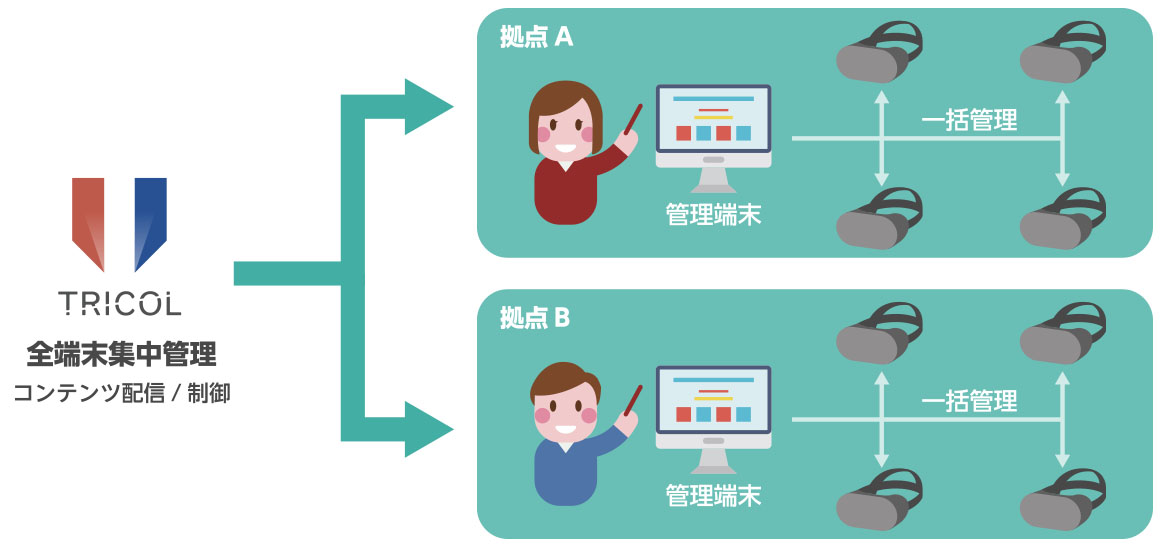 TRICOL
全端末集中管理
コンテンツ配信 / 制御
拠点 A
管理端末
一括管理
拠点 B
管理端末
一括管理